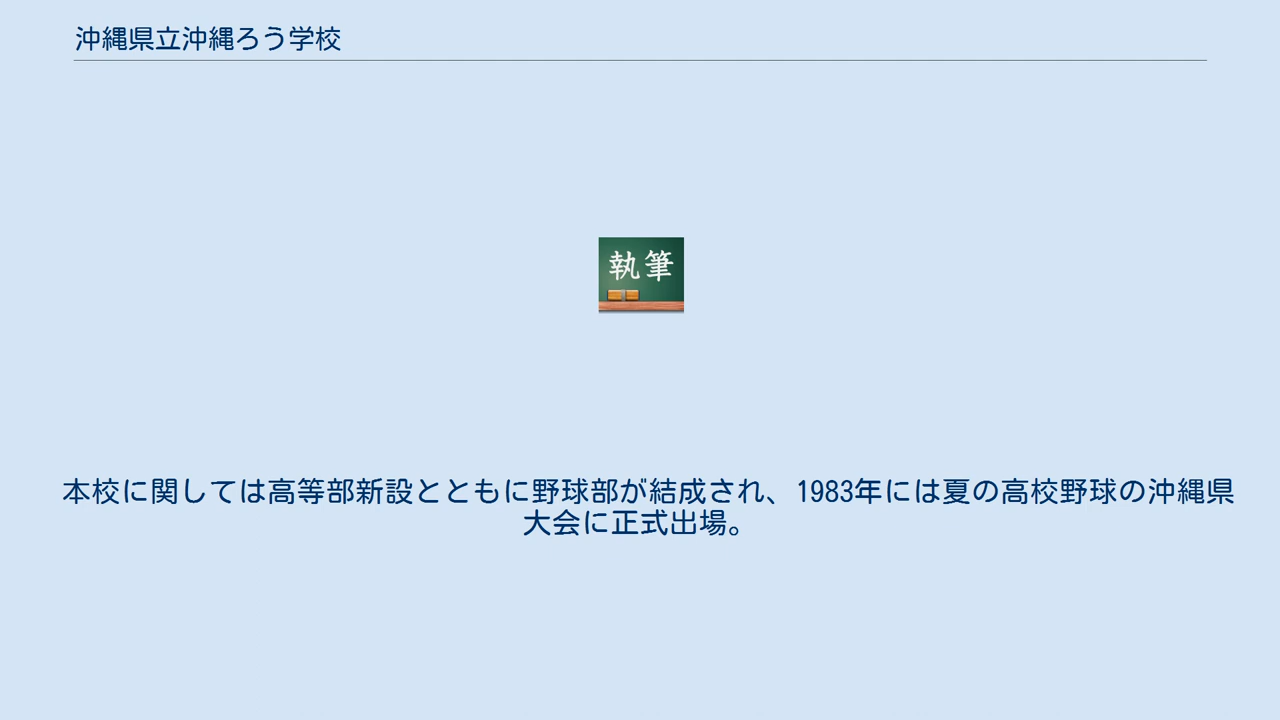 沖縄県立沖縄ろう学校
執筆
本校に関しては高等部新設とともに野球部が結成され、1983年には夏の高校野球の沖縄県
大会に正式出場。